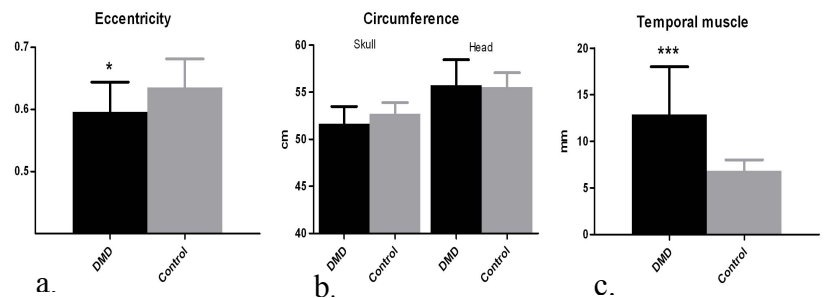 Eccentricity
0.7
0.6
0.5
*
DMD
Control
a.
Circumference
Skull
Head
60
55
50
45
40
cm
DMD
Control
DMD
Control
b.
Temporal muscle
20
15
10
5
0
mm
***
DMD
Control
c.